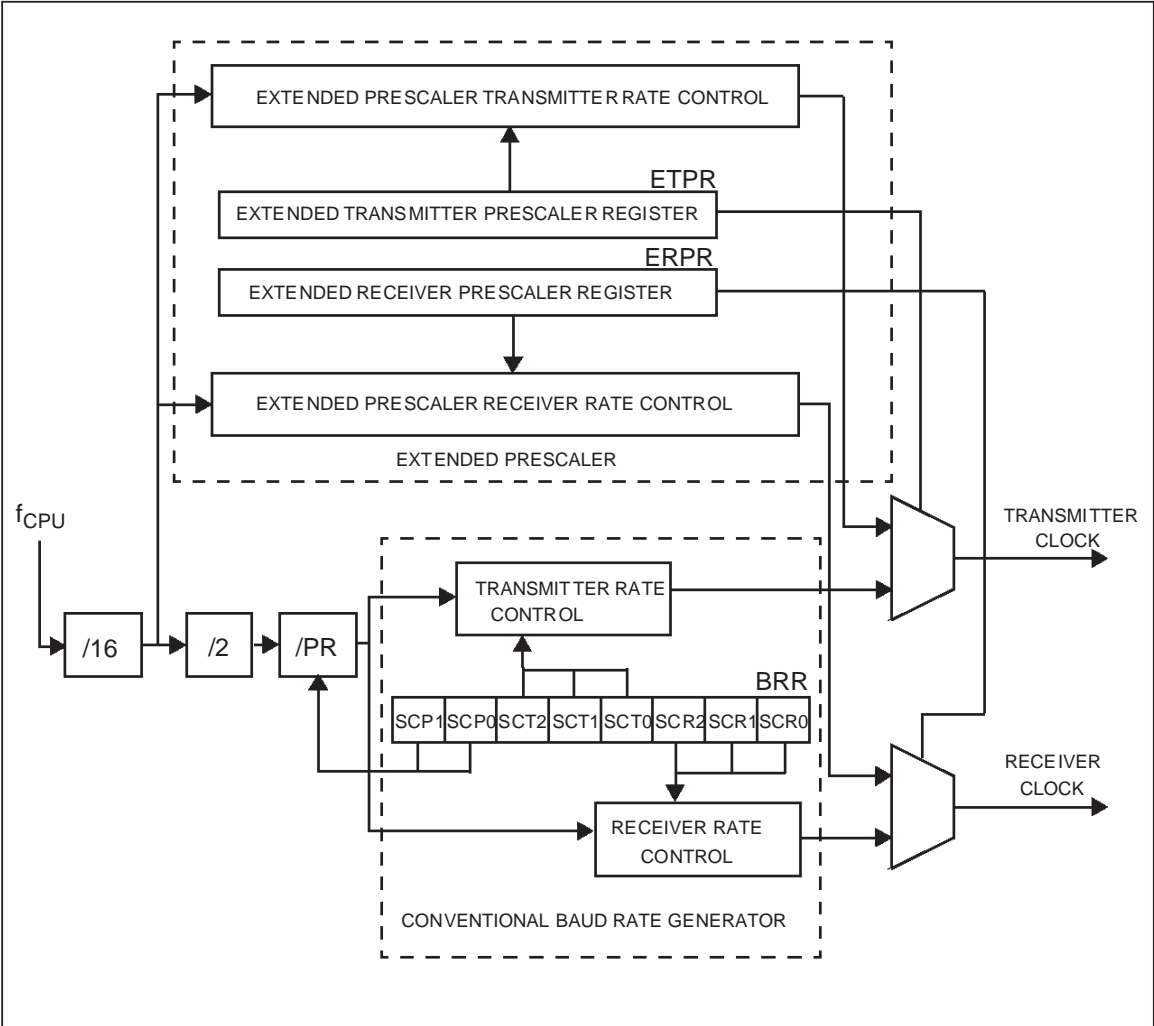 EXTENDED PRESCALER TRANSMITTER RATE CONTROL
ETPR
EXTENDED TRANSMITTER PRESCALER REGISTER
ERPR
EXTENDED RECEIVER PRESCALER REGISTER
EXTENDED PRESCALER RECEIVER RATE CONTROL
EXTENDED PRESCALER
fCPU
TRANSMITTER
CLOCK
TRANSMITTER RATE
CONTROL
/16
/2
/PR
BRR
SCP1 SCP0 SCT2 SCT1 SCT0 SCR2 SCR1 SCR0
RECEIVER
CLOCK
RECEIVER RATE
CONTROL
CONVENTIONAL BAUD RATE GENERATOR